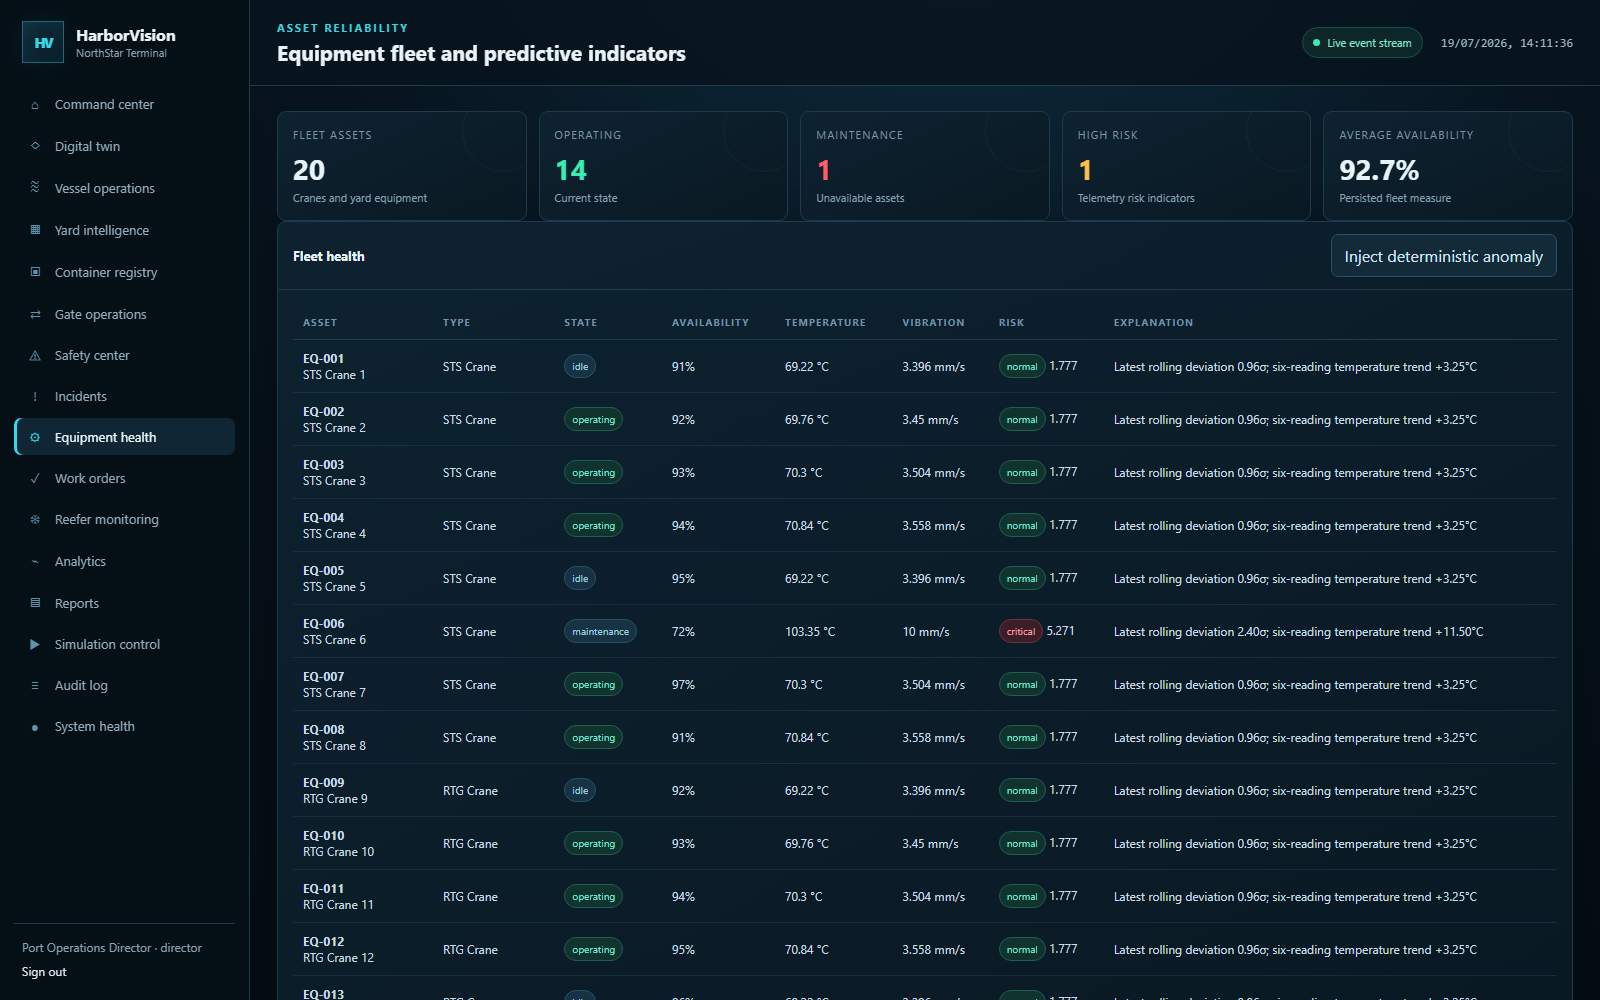 HV
HarborVision
NorthStar Terminal
Command center
Digital twin
Vessel operations
Yard intelligence
Container registry
Gate operations
Safety center
Incidents
Equipment health
Work orders
Reefer monitoring
Analytics
Reports
Simulation control
Audit log
System health
Port Operations Director · director
Sign out
ASSET RELIABILITY
Equipment fleet and predictive indicators
Live event stream
19/07/2026, 14:11:36
FLEET ASSETS
20
Cranes and yard equipment
OPERATING
14
Current state
MAINTENANCE
1
Unavailable assets
HIGH RISK
1
Telemetry risk indicators
AVERAGE AVAILABILITY
92.7%
Persisted fleet measure
Fleet health
Inject deterministic anomaly
ASSET TYPE STATE AVAILABILITY TEMPERATURE VIBRATION RISK EXPLANATION
EQ-001
STS Crane 1 STS Crane idle 91% 69.22 °C 3.396 mm/s normal 1.777 Latest rolling deviation 0.96σ; six-reading temperature trend +3.25°C
EQ-002
STS Crane 2 STS Crane operating 92% 69.76 °C 3.45 mm/s normal 1.777 Latest rolling deviation 0.96σ; six-reading temperature trend +3.25°C
EQ-003
STS Crane 3 STS Crane operating 93% 70.3 °C 3.504 mm/s normal 1.777 Latest rolling deviation 0.96σ; six-reading temperature trend +3.25°C
EQ-004
STS Crane 4 STS Crane operating 94% 70.84 °C 3.558 mm/s normal 1.777 Latest rolling deviation 0.96σ; six-reading temperature trend +3.25°C
EQ-005
STS Crane 5 STS Crane idle 95% 69.22 °C 3.396 mm/s normal 1.777 Latest rolling deviation 0.96σ; six-reading temperature trend +3.25°C
EQ-006
STS Crane 6 STS Crane maintenance 72% 103.35 °C 10 mm/s critical 5.271 Latest rolling deviation 2.40σ; six-reading temperature trend +11.50°C
EQ-007
STS Crane 7 STS Crane operating 97% 70.3 °C 3.504 mm/s normal 1.777 Latest rolling deviation 0.96σ; six-reading temperature trend +3.25°C
EQ-008
STS Crane 8 STS Crane operating 91% 70.84 °C 3.558 mm/s normal 1.777 Latest rolling deviation 0.96σ; six-reading temperature trend +3.25°C
EQ-009
RTG Crane 9 RTG Crane idle 92% 69.22 °C 3.396 mm/s normal 1.777 Latest rolling deviation 0.96σ; six-reading temperature trend +3.25°C
EQ-010
RTG Crane 10 RTG Crane operating 93% 69.76 °C 3.45 mm/s normal 1.777 Latest rolling deviation 0.96σ; six-reading temperature trend +3.25°C
EQ-011
RTG Crane 11 RTG Crane operating 94% 70.3 °C 3.504 mm/s normal 1.777 Latest rolling deviation 0.96σ; six-reading temperature trend +3.25°C
EQ-012
RTG Crane 12 RTG Crane operating 95% 70.84 °C 3.558 mm/s normal 1.777 Latest rolling deviation 0.96σ; six-reading temperature trend +3.25°C
EQ-013